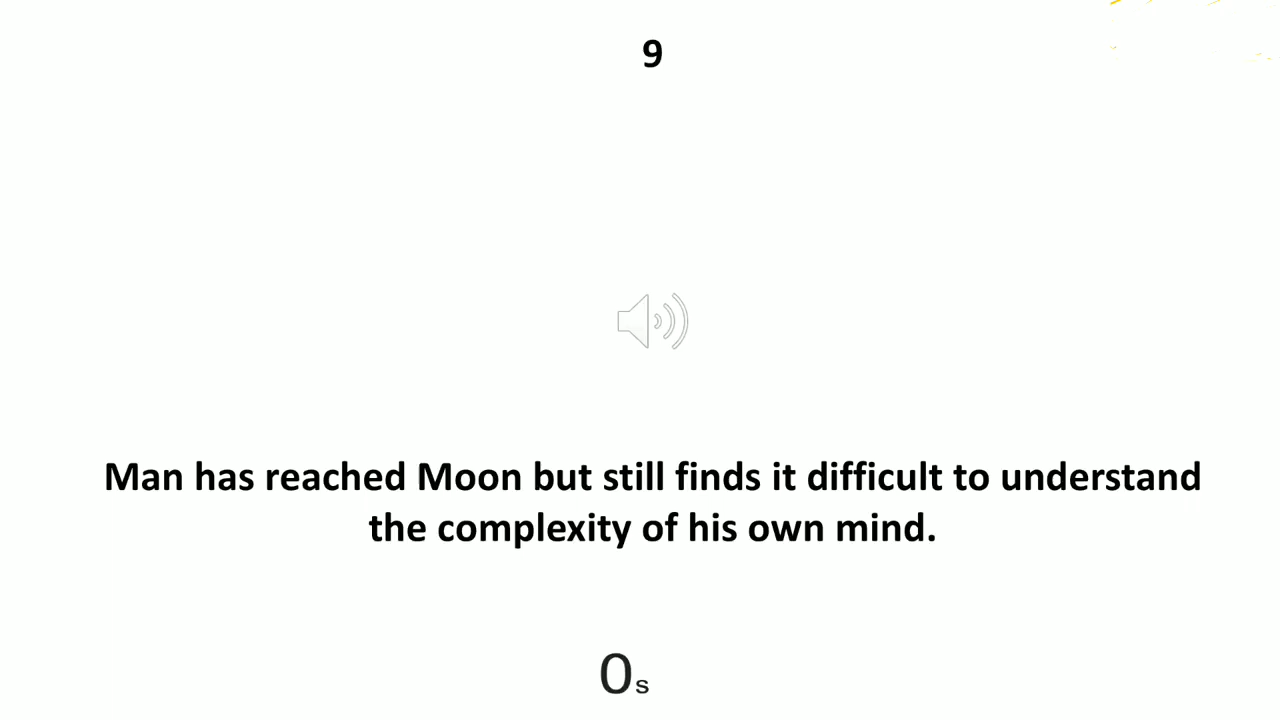 9
Man has reached Moon but still finds it difficult to understand
the complexity of his own mind.
0s